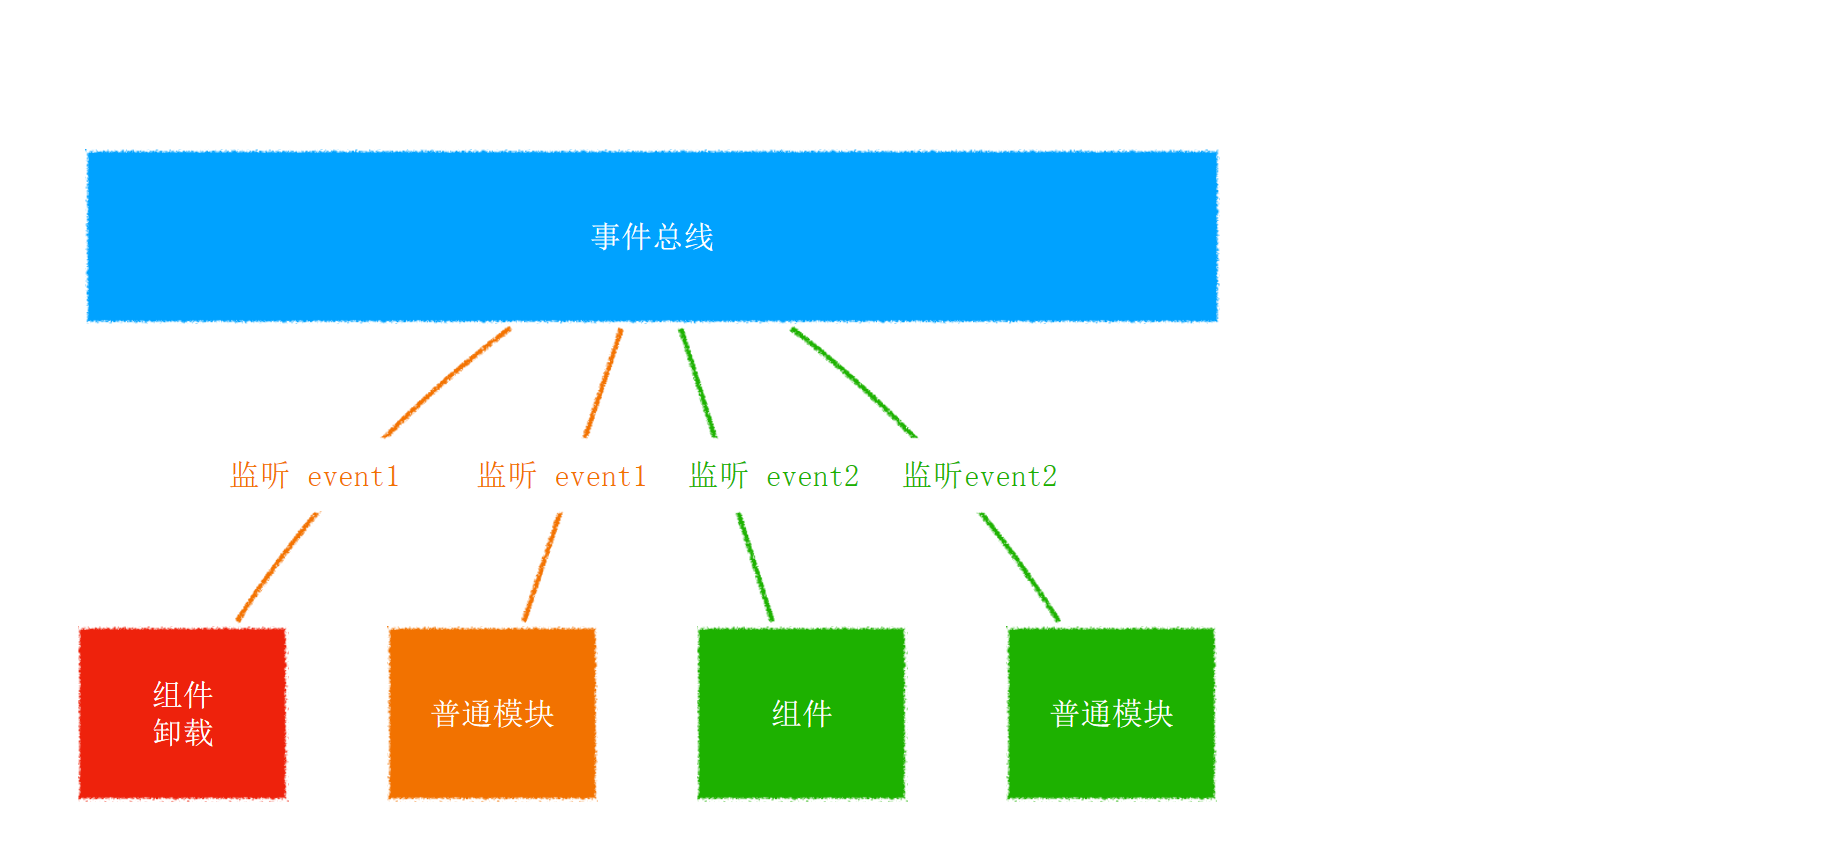 事件总线
监听 event1
监听 event1
监听 event2
监听event2
组件
卸载
普通模块
组件
普通模块